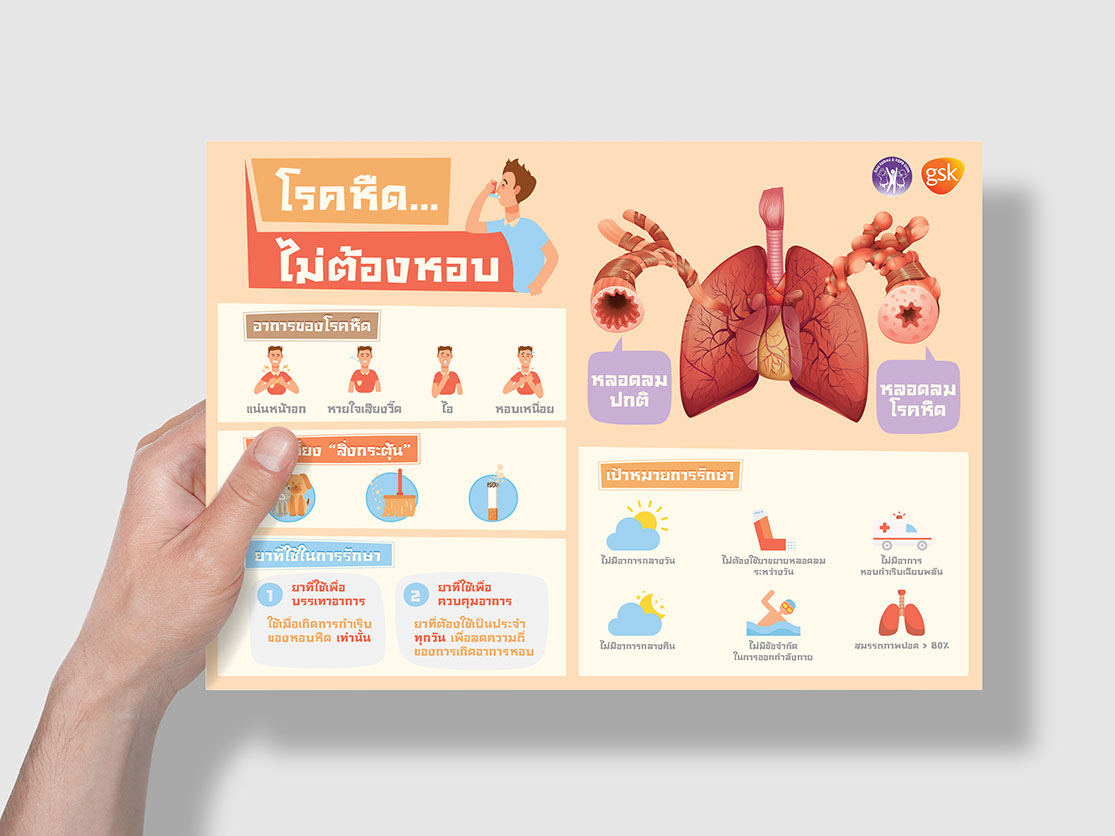 โรคหืด...
ไม่ต้องหอบ
gsk
อาการของโรคหืด
แน่นหน้าอก
หายใจเสียงวี๊ด
ไอ
หอบเหนื่อย
“สิ่งกระตุ้น”
ยาที่ใช้ในการรักษา
1
ยาที่ใช้เพื่อ
บรรเทาอาการ
ใช้เมื่อเกิดการกำเริบ
ของหอบหืด เท่านั้น
2
ยาที่ใช้เพื่อ
ควบคุมอาการ
ยาที่ต้องใช้เป็นประจำ
ทุกวัน เพื่อลดความถี่
ของการเกิดอาการหอบ
หลอดลม
ปกติ
หลอดลม
โรคหืด
เป้าหมายการรักษา
ไม่มีอาการกลางวัน
ไม่ต้องใช้ยาขยายหลอดลม
ระหว่างวัน
ไม่มีอาการ
หอบกำเริบเฉียบพลัน
ไม่มีอาการกลางคืน
ไม่มีข้อจำกัด
ในการออกกำลังกาย
สมรรถภาพปอด > 80%